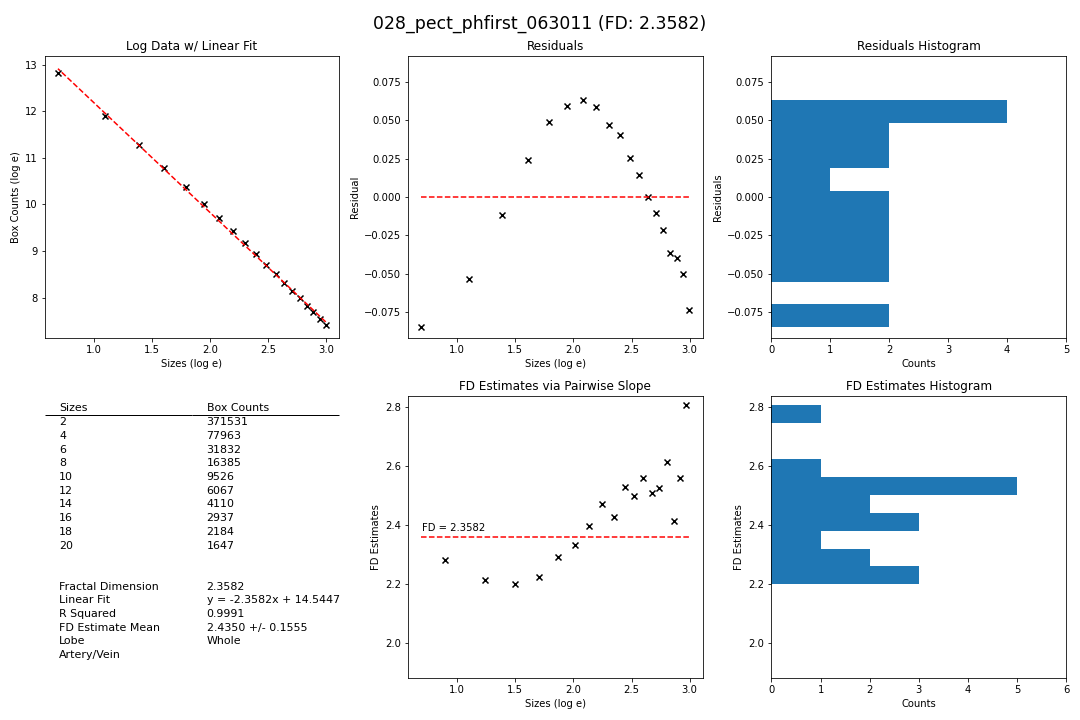 028_pect_phfirst_063011 (FD: 2.3582)
Log Data w/ Linear Fit
13
12
11
10
9
8
Box Counts (log e)
1.0 1.5 2.0 2.5 3.0
Sizes (log e)
Residuals
0.075
0.050
0.025
0.000
−0.025
−0.050
−0.075
Residual
1.0 1.5 2.0 2.5 3.0
Sizes (log e)
Residuals Histogram
0.075
0.050
0.025
0.000
−0.025
−0.050
−0.075
Residuals
0 1 2 3 4 5
Counts
Sizes Box Counts
2 371531
4 77963
6 31832
8 16385
10 9526
12 6067
14 4110
16 2937
18 2184
20 1647
Fractal Dimension 2.3582
Linear Fit y = -2.3582x + 14.5447
R Squared 0.9991
FD Estimate Mean 2.4350 +/- 0.1555
Lobe Whole
Artery/Vein
FD Estimates via Pairwise Slope
2.8
2.6
2.4
2.2
2.0
FD Estimates
FD = 2.3582
1.0 1.5 2.0 2.5 3.0
Sizes (log e)
FD Estimates Histogram
2.8
2.6
2.4
2.2
2.0
FD Estimates
0 1 2 3 4 5 6
Counts